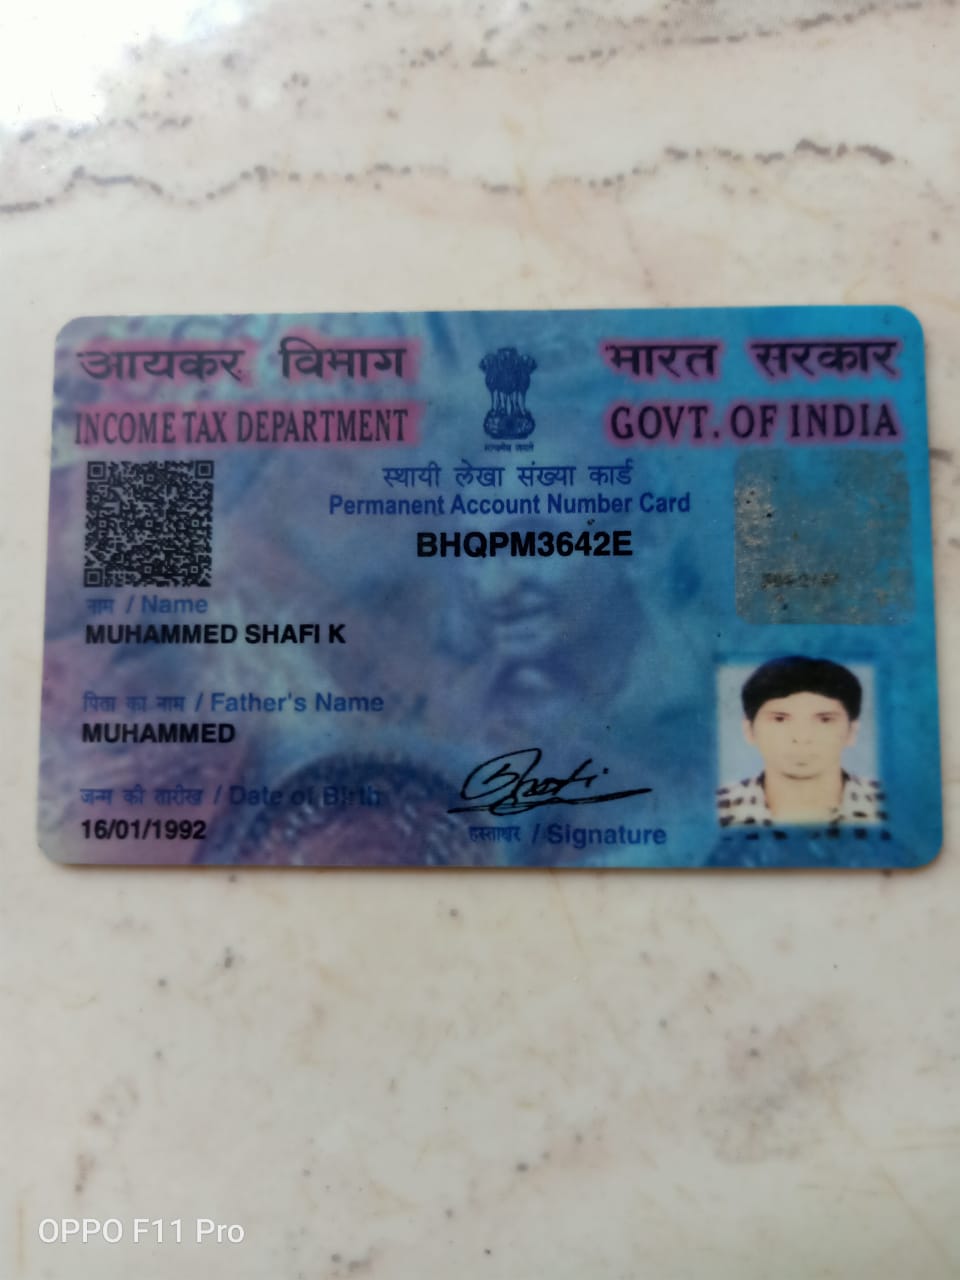 आयकर विभाग
INCOME TAX DEPARTMENT
भारत सरकार
GOVT. OF INDIA
सत्यमेव जयते
स्थायी लेखा संख्या कार्ड
Permanent Account Number Card
BHQPM3642E
नाम / Name
MUHAMMED SHAFI K
पिता का नाम / Father's Name
MUHAMMED
जन्म की तारीख / Date of Birth
16/01/1992
हस्ताक्षर / Signature
OPPO F11 Pro